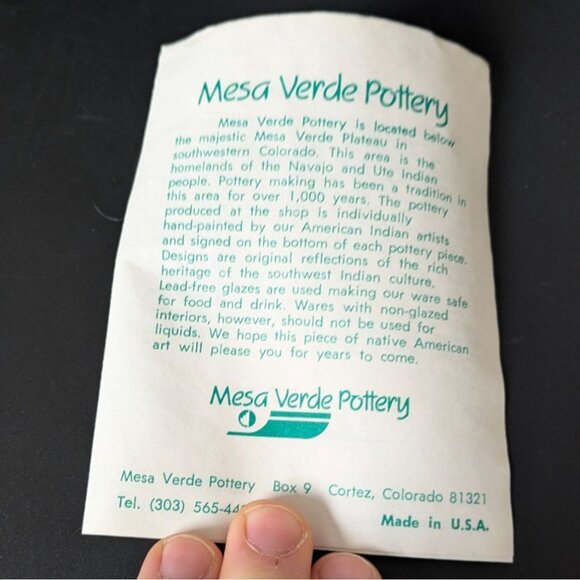 Mesa Verde Pottery
Mesa Verde Pottery is located below
the majestic Mesa Verde Plateau in
southwestern Colorado. This area is the
homelands of the Navajo and Ute Indian
people. Pottery making has been a tradition in
this area for over 1,000 years. The pottery
produced at the shop is individually
hand-painted by our American Indian artists
and signed on the bottom of each pottery piece.
Designs are original reflections of the rich
heritage of the southwest Indian culture.
Lead-free glazes are used making our ware safe
for food and drink. Wares with non-glazed
interiors, however, should not be used for
liquids. We hope this piece of native American
art will please you for years to come.
Mesa Verde Pottery
Mesa Verde Pottery Box 9 Cortez, Colorado 81321
Tel. (303) 565-44
Made in U.S.A.